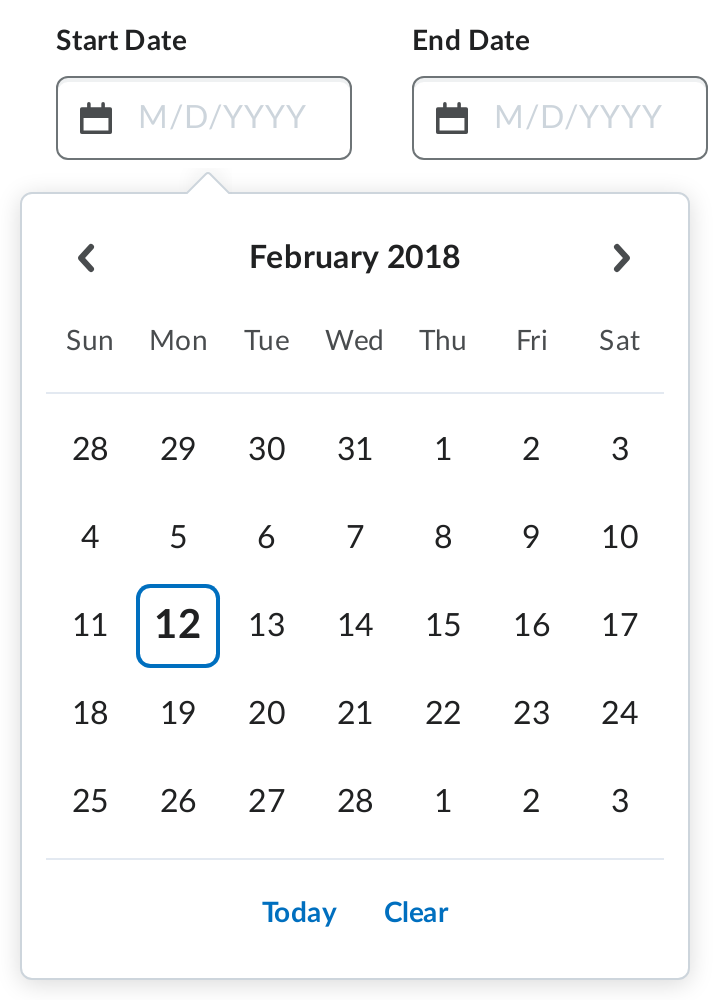 Start Date End Date
M/D/YYYY M/D/YYYY
February 2018
Sun Mon Tue Wed Thu Fri Sat
28 29 30 31 1 2 3
4 5 6 7 8 9 10
11 12 13 14 15 16 17
18 19 20 21 22 23 24
25 26 27 28 1 2 3
Today Clear